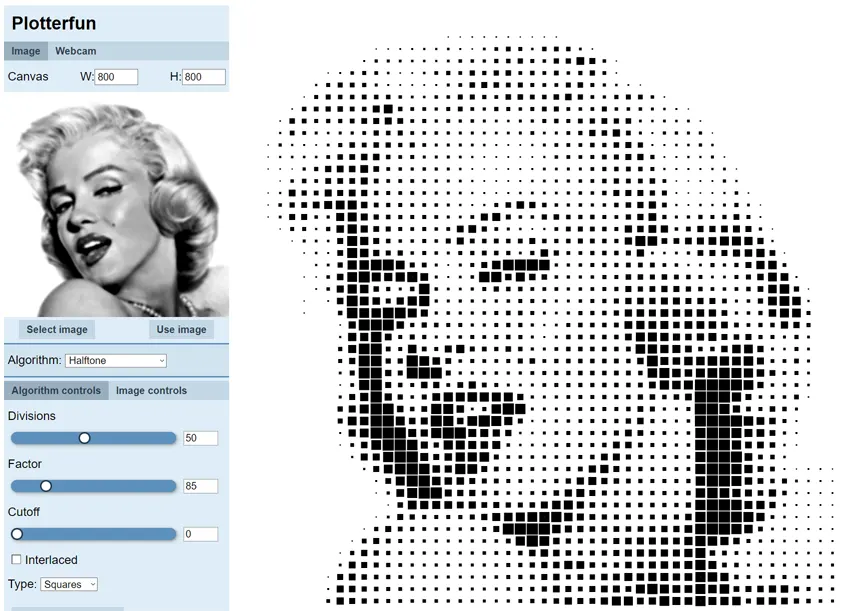 Plotterfun
Image Webcam
Canvas W: 800 H: 800
Select image Use image
Algorithm: Halftone
Algorithm controls Image controls
Divisions
50
Factor
85
Cutoff
0
Interlaced
Type: Squares